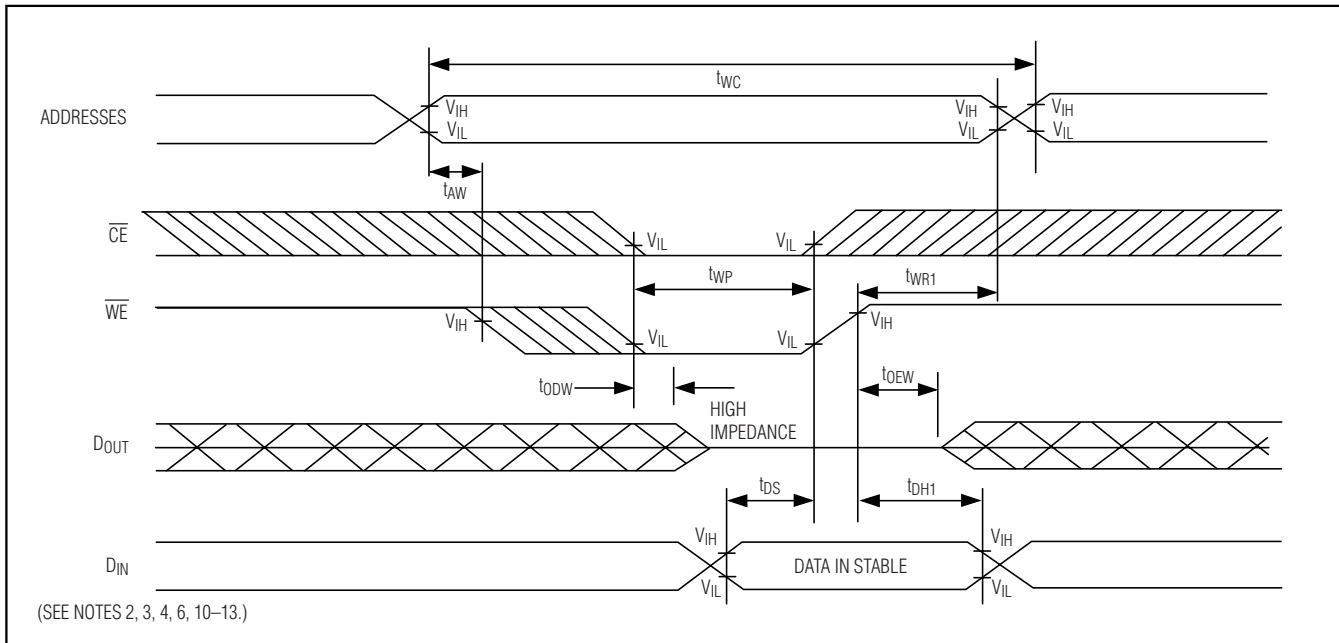 tWC
ADDRESSES
VIH
VIL
VIH
VIL
VIH
VIL
tAW
CE
VIL
VIL
tWP
tWR1
WE
VIH
VIL
VIL
VIH
tODW
tOEW
HIGH
IMPEDANCE
DOUT
tDS
tDH1
VIH
VIL
DIN
DATA IN STABLE
VIH
VIL
(SEE NOTES 2, 3, 4, 6, 10–13.)